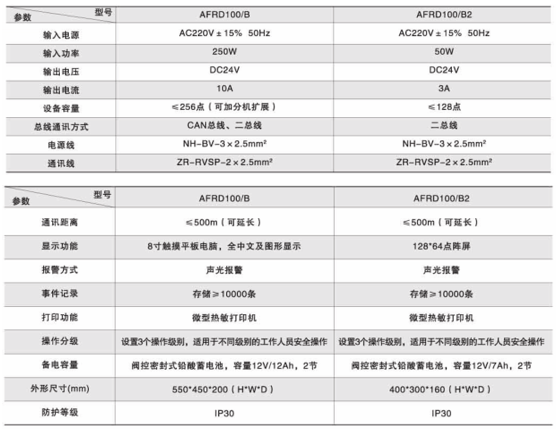 参数 型号 AFRD100/B AFRD100/B2
输入电源 AC220V±15% 50Hz AC220V±15% 50Hz
输入功率 250W 50W
输出电压 DC24V DC24V
输出电流 10A 3A
设备容量 ≤256点（可加分机扩展） ≤128点
总线通讯方式 CAN总线、二总线 二总线
电源线 NH-BV-3×2.5mm² NH-BV-3×2.5mm²
通讯线 ZR-RVSP-2×2.5mm² ZR-RVSP-2×2.5mm²
参数 型号 AFRD100/B AFRD100/B2
通讯距离 ≤500m（可延长） ≤500m（可延长）
显示功能 8寸触摸平板电脑，全中文及图形显示 128*64点阵屏
报警方式 声光报警 声光报警
事件记录 存储≥10000条 存储≥10000条
打印功能 微型热敏打印机 微型热敏打印机
操作分级 设置3个操作级别，适用于不同级别的工作人员安全操作 设置3个操作级别，适用于不同级别的工作人员安全操作
备电容量 阀控密封式铅酸蓄电池，容量12V/12Ah，2节 阀控密封式铅酸蓄电池，容量12V/7Ah，2节
外形尺寸(mm) 550*450*200（H*W*D） 400*300*160（H*W*D）
防护等级 IP30 IP30